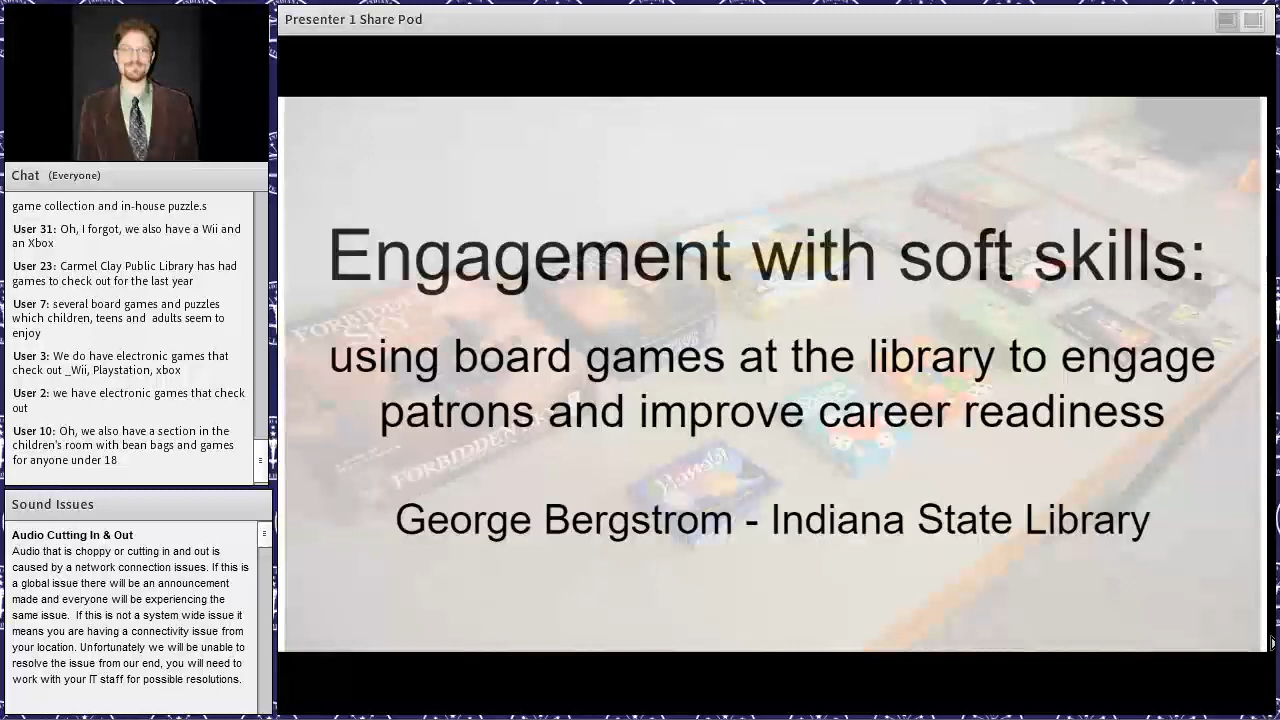 Presenter 1 Share Pod
Chat (Everyone)
game collection and in-house puzzle.s
User 31: Oh, I forgot, we also have a Wii and
an Xbox
User 23: Carmel Clay Public Library has had
games to check out for the last year
User 7: several board games and puzzles
which children, teens and adults seem to
enjoy
User 3: We do have electronic games that
check out _Wii, Playstation, xbox
User 2: we have electronic games that check
out
User 10: Oh, we also have a section in the
children's room with bean bags and games
for anyone under 18
Sound Issues
Audio Cutting In & Out
Audio that is choppy or cutting in and out is
caused by a network connection issues. If this is
a global issue there will be an announcement
made and everyone will be experiencing the
same issue. If this is not a system wide issue it
means you are having a connectivity issue from
your location. Unfortunately we will be unable to
resolve the issue from our end, you will need to
work with your IT staff for possible resolutions.
Engagement with soft skills:
using board games at the library to engage
patrons and improve career readiness
George Bergstrom - Indiana State Library
FORBIDDEN
SKY
FORBIDDEN SKY
Hanabi